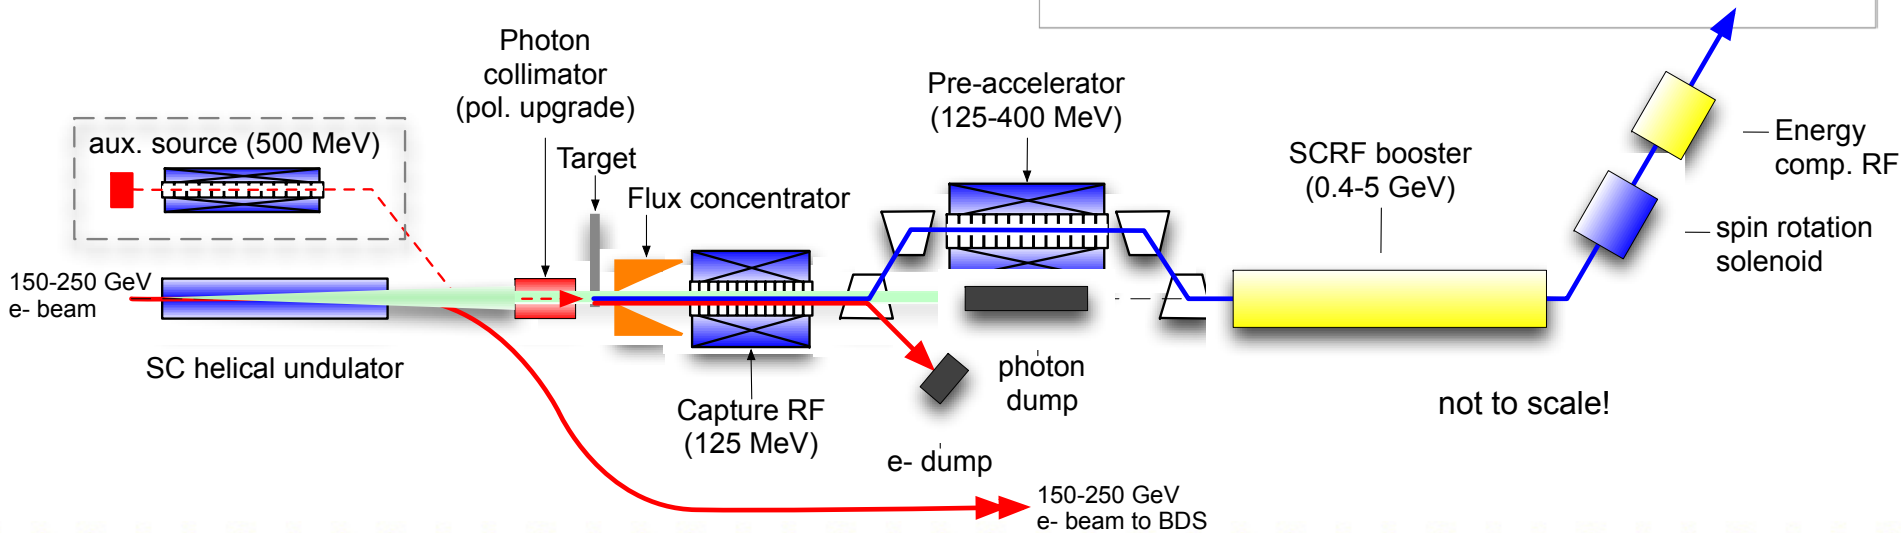 Photon
collimator
(pol. upgrade)
Pre-accelerator
(125-400 MeV)
aux. source (500 MeV)
Target
Flux concentrator
SCRF booster
(0.4-5 GeV)
Energy
comp. RF
spin rotation
solenoid
150-250 GeV
e- beam
SC helical undulator
Capture RF
(125 MeV)
photon
dump
e- dump
not to scale!
150-250 GeV
e- beam to BDS